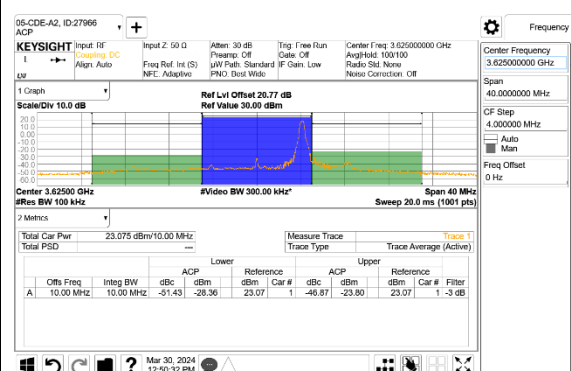 05-CDE-A2, ID:27966
ACP
Frequency
KEYSIGHT Input: RF
Coupling: DC
Align: Auto
Input Z: 50 Ω
Freq Ref: Int (S)
NFE: Adaptive
Atten: 30 dB
Preamp: Off
µW Path: Standard
PNO: Best Wide
Trig: Free Run
Gate: Off
IF Gain: Low
Center Freq: 3.625000000 GHz
Avg|Hold: 100/100
Radio Std: None
Noise Correction: Off
L
LXI
1 Graph
Scale/Div 10.0 dB
Ref Lvl Offset 20.77 dB
Ref Value 30.00 dBm
20.0
10.0
0.00
-10.0
-20.0
-30.0
-40.0
-50.0
-60.0
Center 3.62500 GHz #Video BW 300.00 kHz* Span 40 MHz
#Res BW 100 kHz Sweep 20.0 ms (1001 pts)
2 Metrics
Total Car Pwr 23.075 dBm/10.00 MHz Measure Trace Trace 1
Total PSD --- Trace Type Trace Average (Active)
Lower Upper
ACP Reference ACP Reference
Offs Freq Integ BW dBc dBm dBm Car # dBc dBm dBm Car # Filter
A 10.00 MHz 10.00 MHz -51.43 -28.36 23.07 1 -46.87 -23.80 23.07 1 -3 dB
Mar 30, 2024
12:50:32 PM
Center Frequency
3.625000000 GHz
Span
40.0000000 MHz
CF Step
4.000000 MHz
Auto
Man
Freq Offset
0 Hz